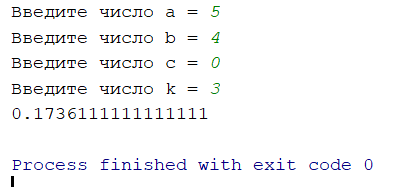 Введите число a = 5
Введите число b = 4
Введите число c = 0
Введите число k = 3
0.1736111111111111
Process finished with exit code 0